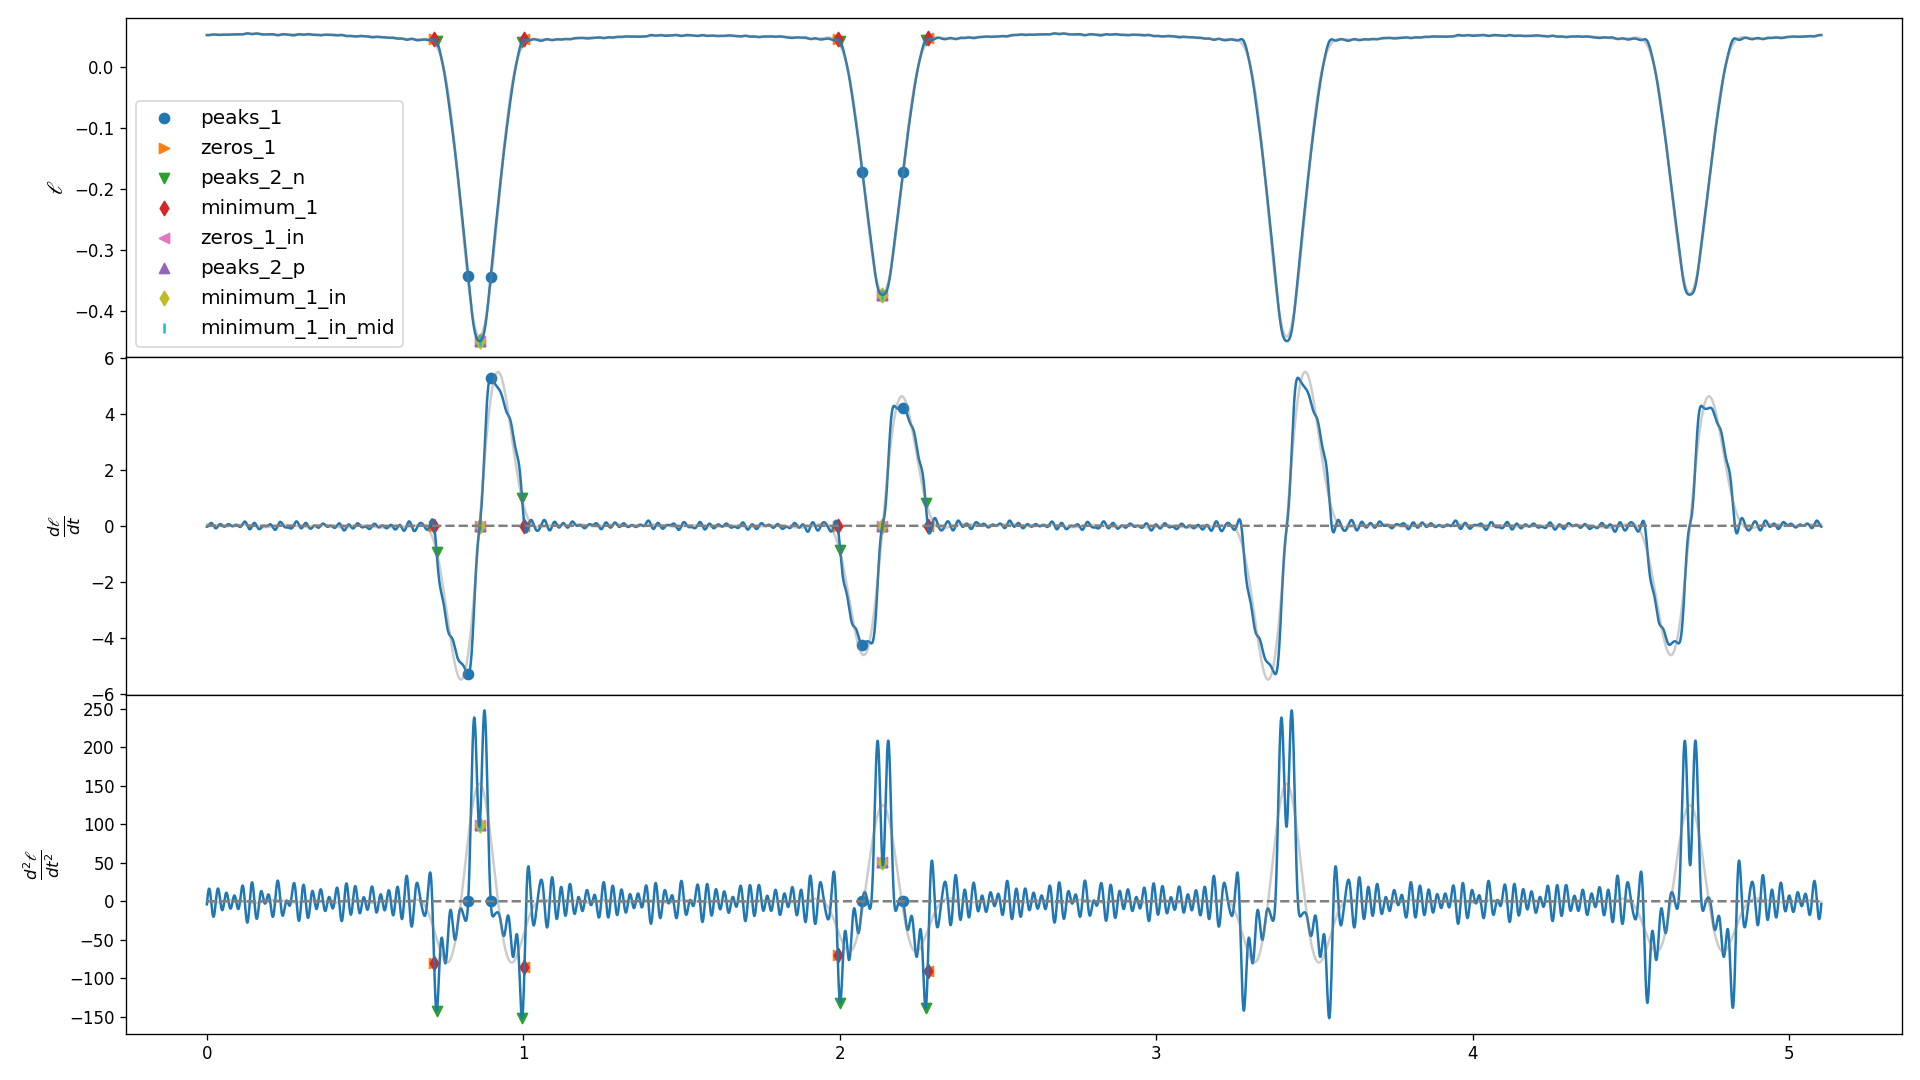 0.0
−0.1
−0.2
−0.3
−0.4
ℓ
peaks_1
zeros_1
peaks_2_n
minimum_1
zeros_1_in
peaks_2_p
minimum_1_in
minimum_1_in_mid
6
4
2
0
−2
−4
−6
dℓ/dt
250
200
150
100
50
0
−50
−100
−150
d²ℓ/dt²
0 1 2 3 4 5